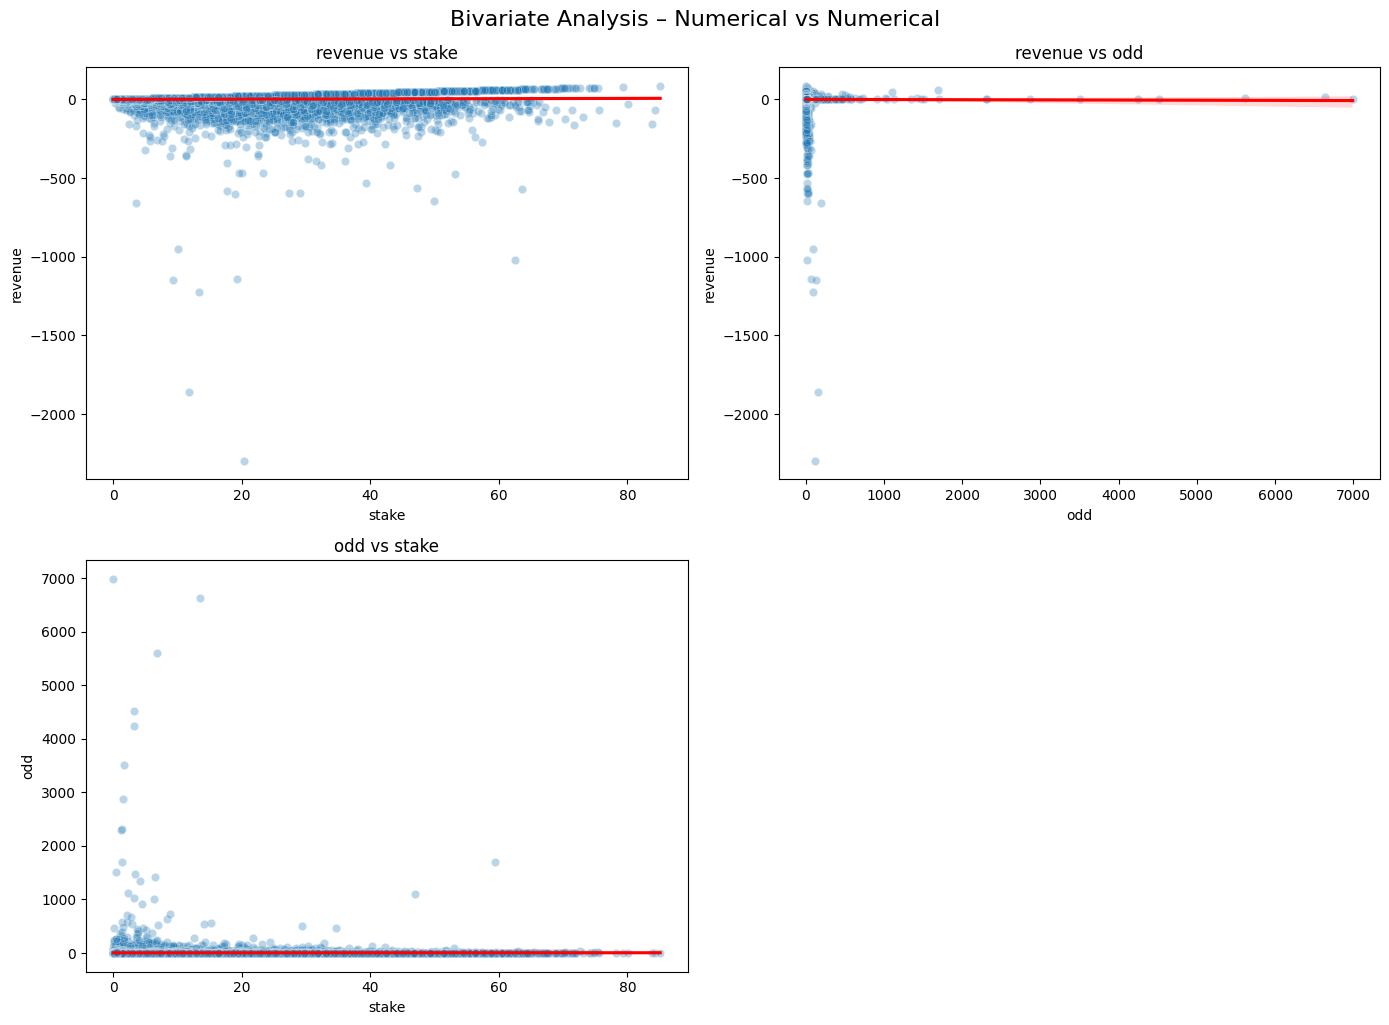 Bivariate Analysis – Numerical vs Numerical
revenue vs stake
0
−500
−1000
−1500
−2000
revenue
0 20 40 60 80
stake
revenue vs odd
0
−500
−1000
−1500
−2000
revenue
0 1000 2000 3000 4000 5000 6000 7000
odd
odd vs stake
7000
6000
5000
4000
3000
2000
1000
0
odd
0 20 40 60 80
stake